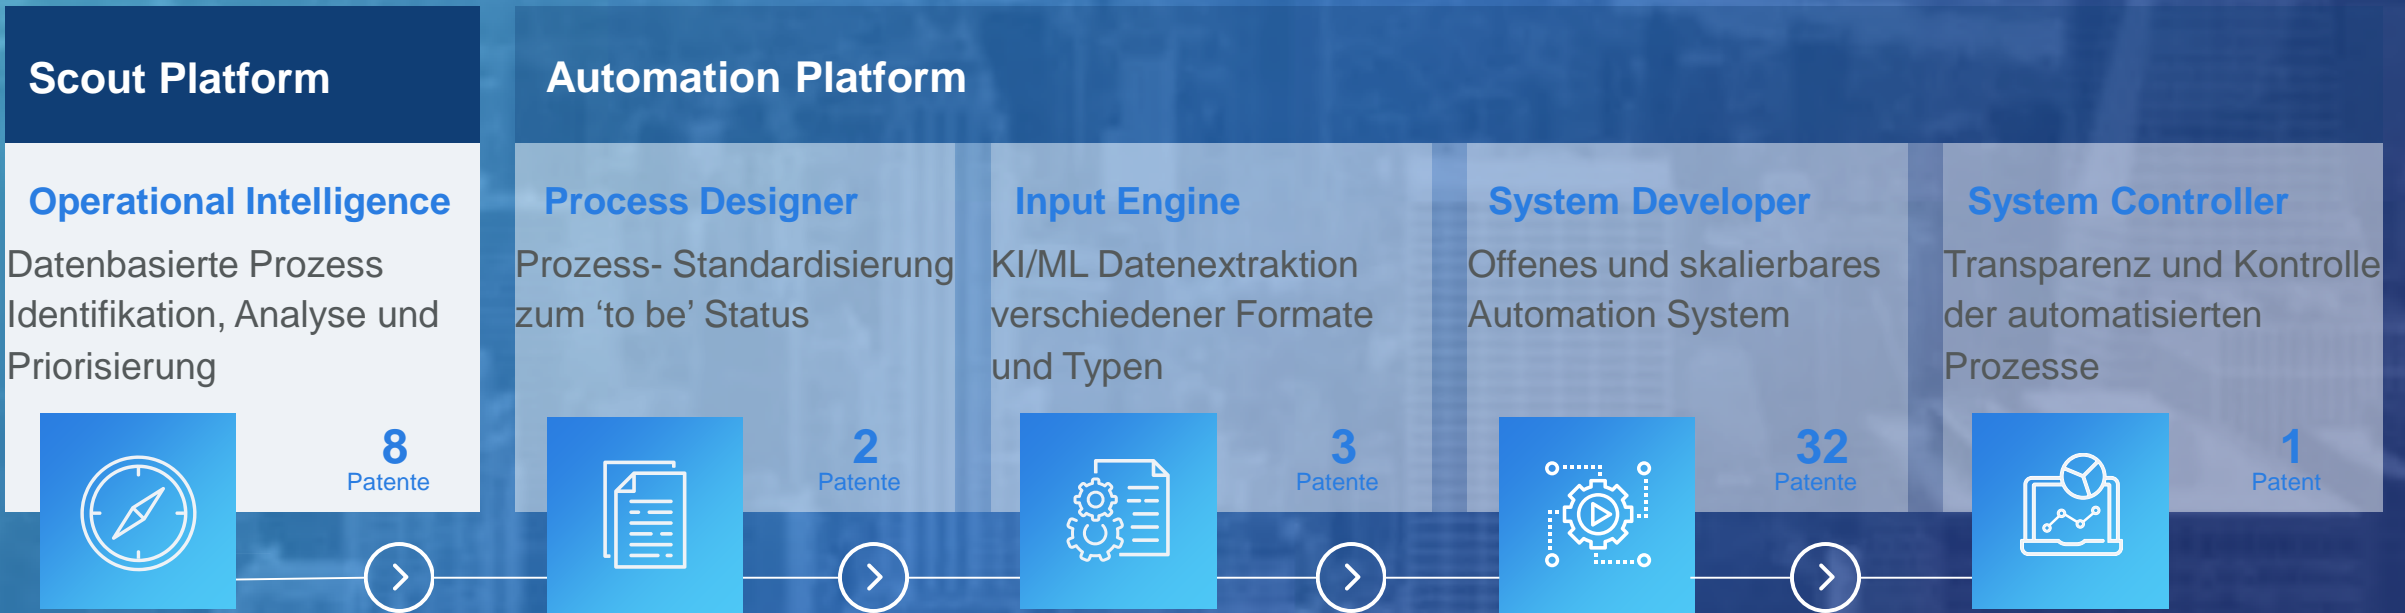 Scout Platform
Automation Platform
Operational Intelligence
Datenbasierte Prozess
Identifikation, Analyse und
Priorisierung
8
Patente
Process Designer
Prozess- Standardisierung
zum ‘to be’ Status
2
Patente
Input Engine
KI/ML Datenextraktion
verschiedener Formate
und Typen
3
Patente
System Developer
Offenes und skalierbares
Automation System
32
Patente
System Controller
Transparenz und Kontrolle
der automatisierten
Prozesse
1
Patent